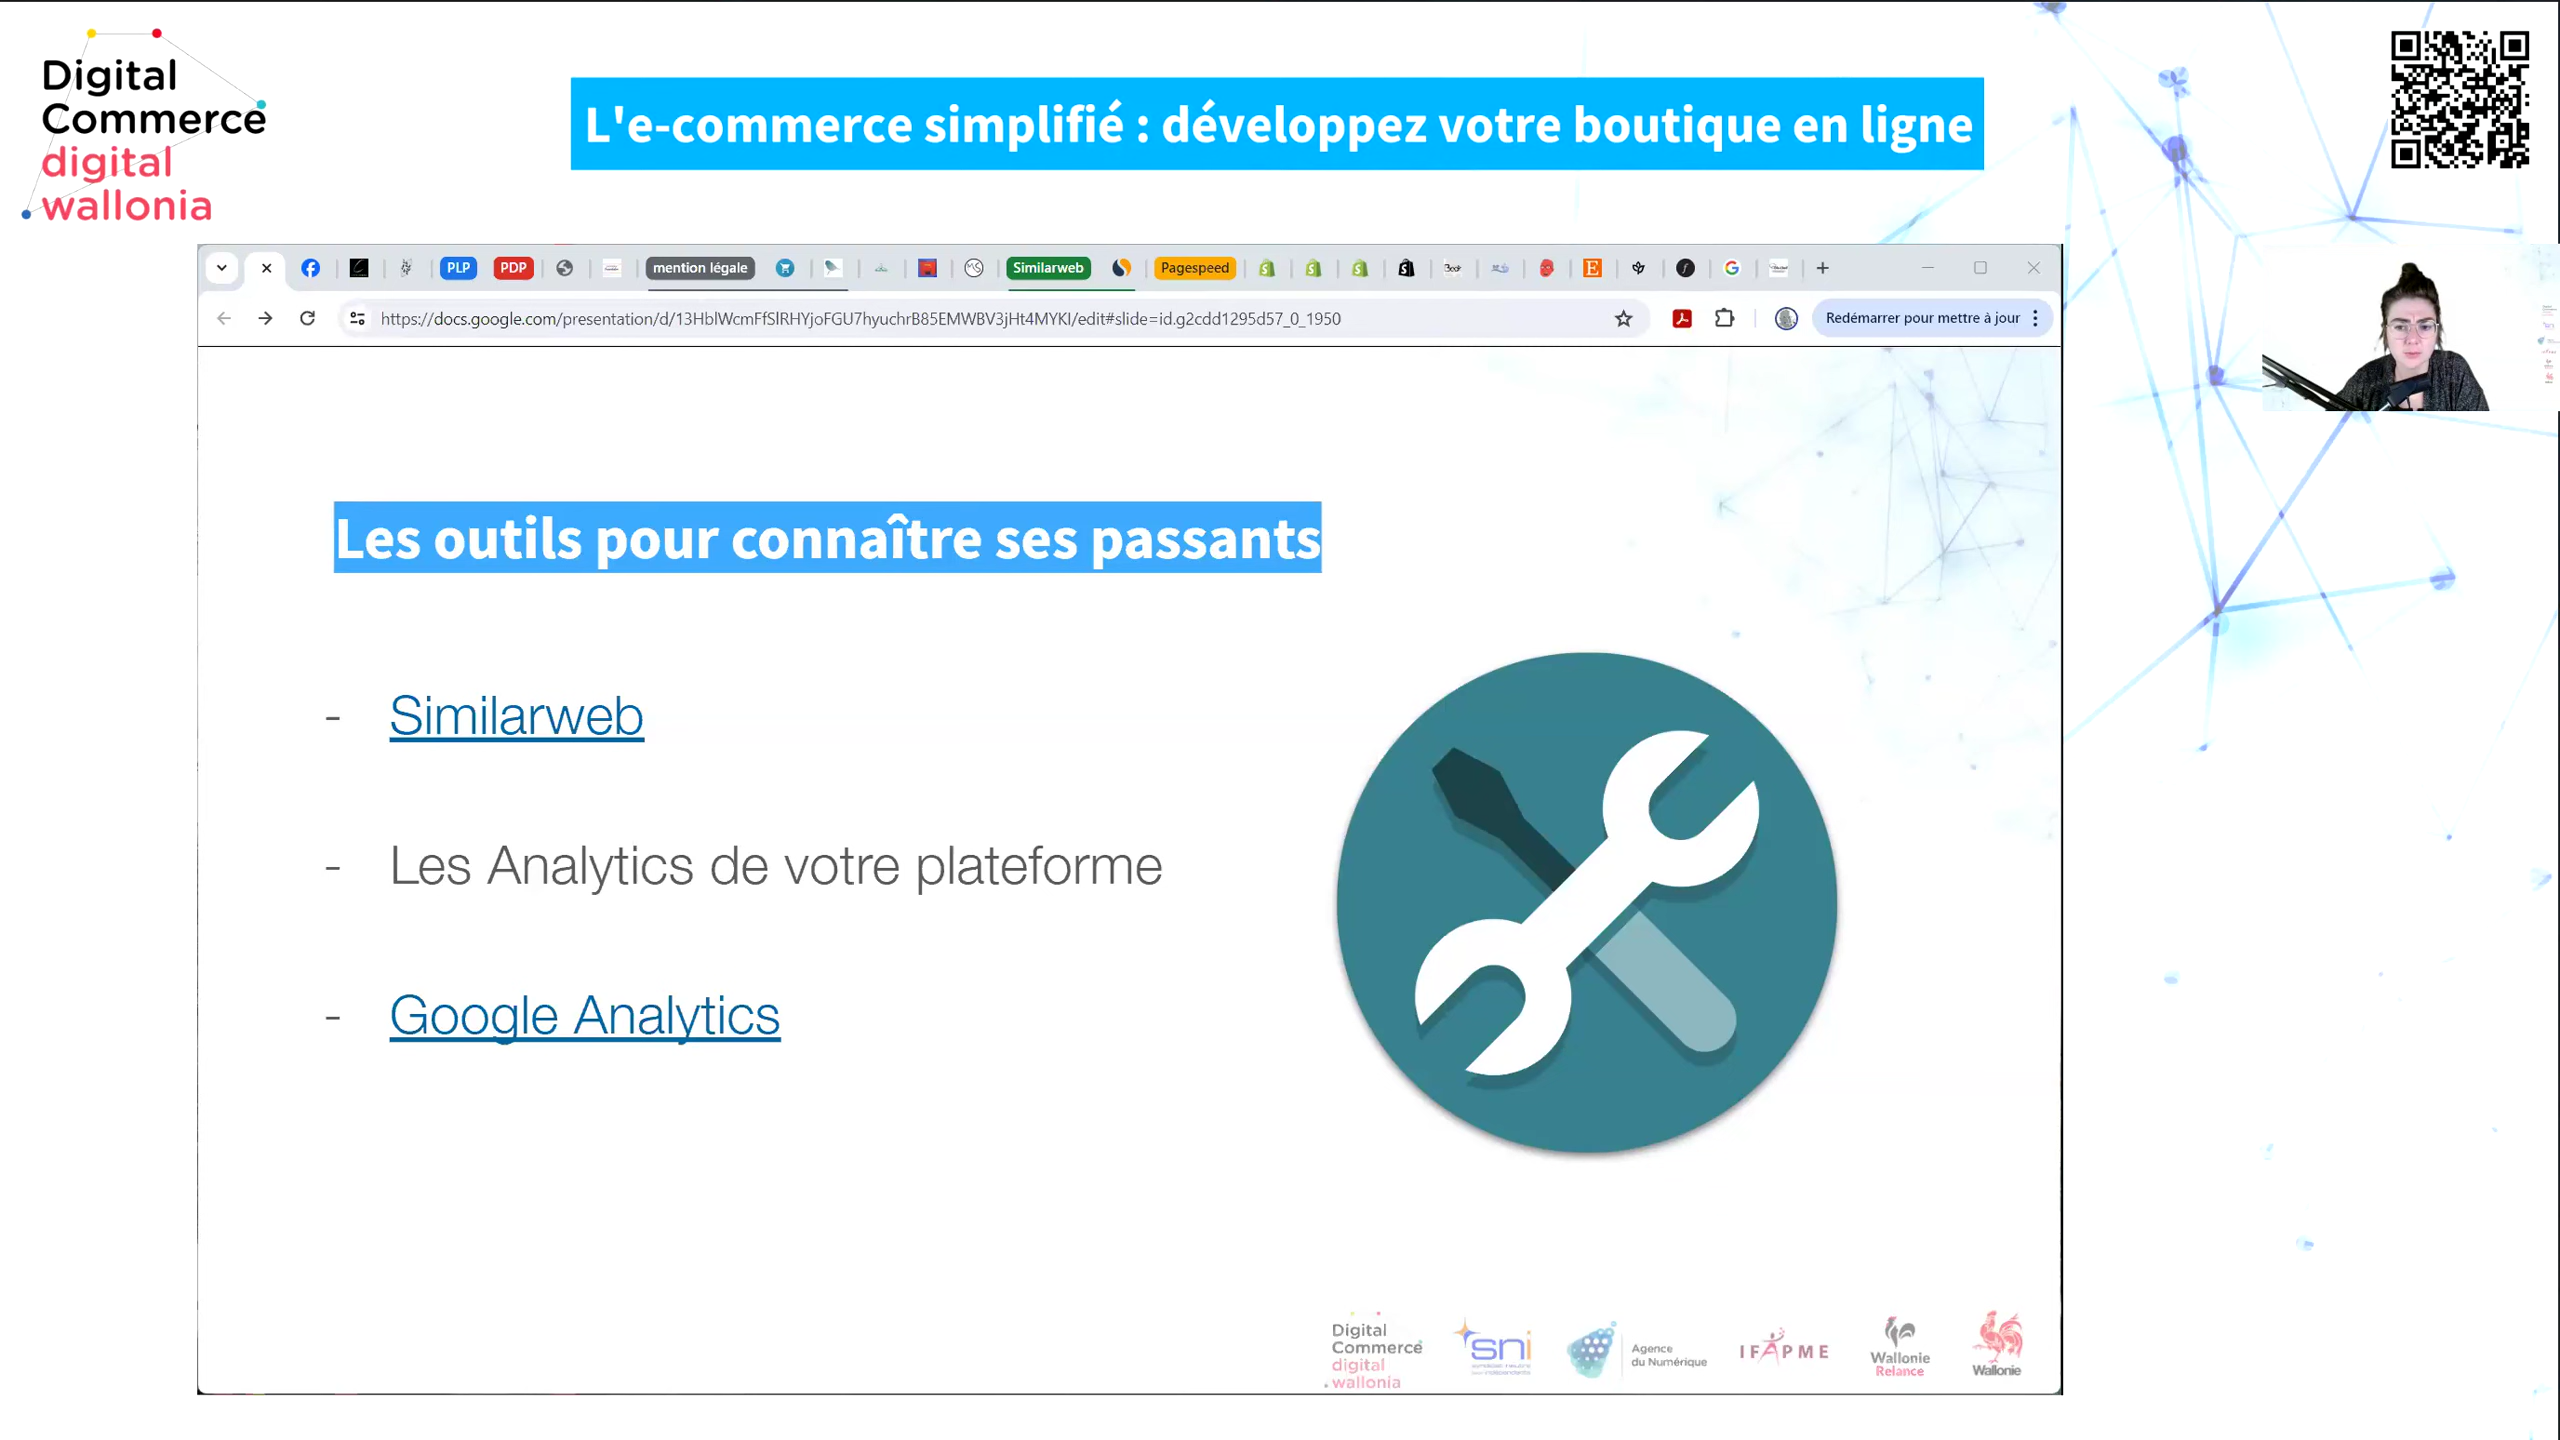 Digital
Commerce
digital
wallonia
L'e-commerce simplifié : développez votre boutique en ligne
PLP
PDP
mention légale
Similarweb
Pagespeed
https://docs.google.com/presentation/d/13HblWcmFfSlRHYjoFGU7hyuchrB85EMWBV3jHt4MYKI/edit#slide=id.g2cdd1295d57_0_1950
Redémarrer pour mettre à jour
Les outils pour connaître ses passants
- Similarweb
- Les Analytics de votre plateforme
- Google Analytics
Digital
Commerce
digital
wallonia
sni
Agence
du Numérique
IFAPME
Wallonie
Relance
Wallonie